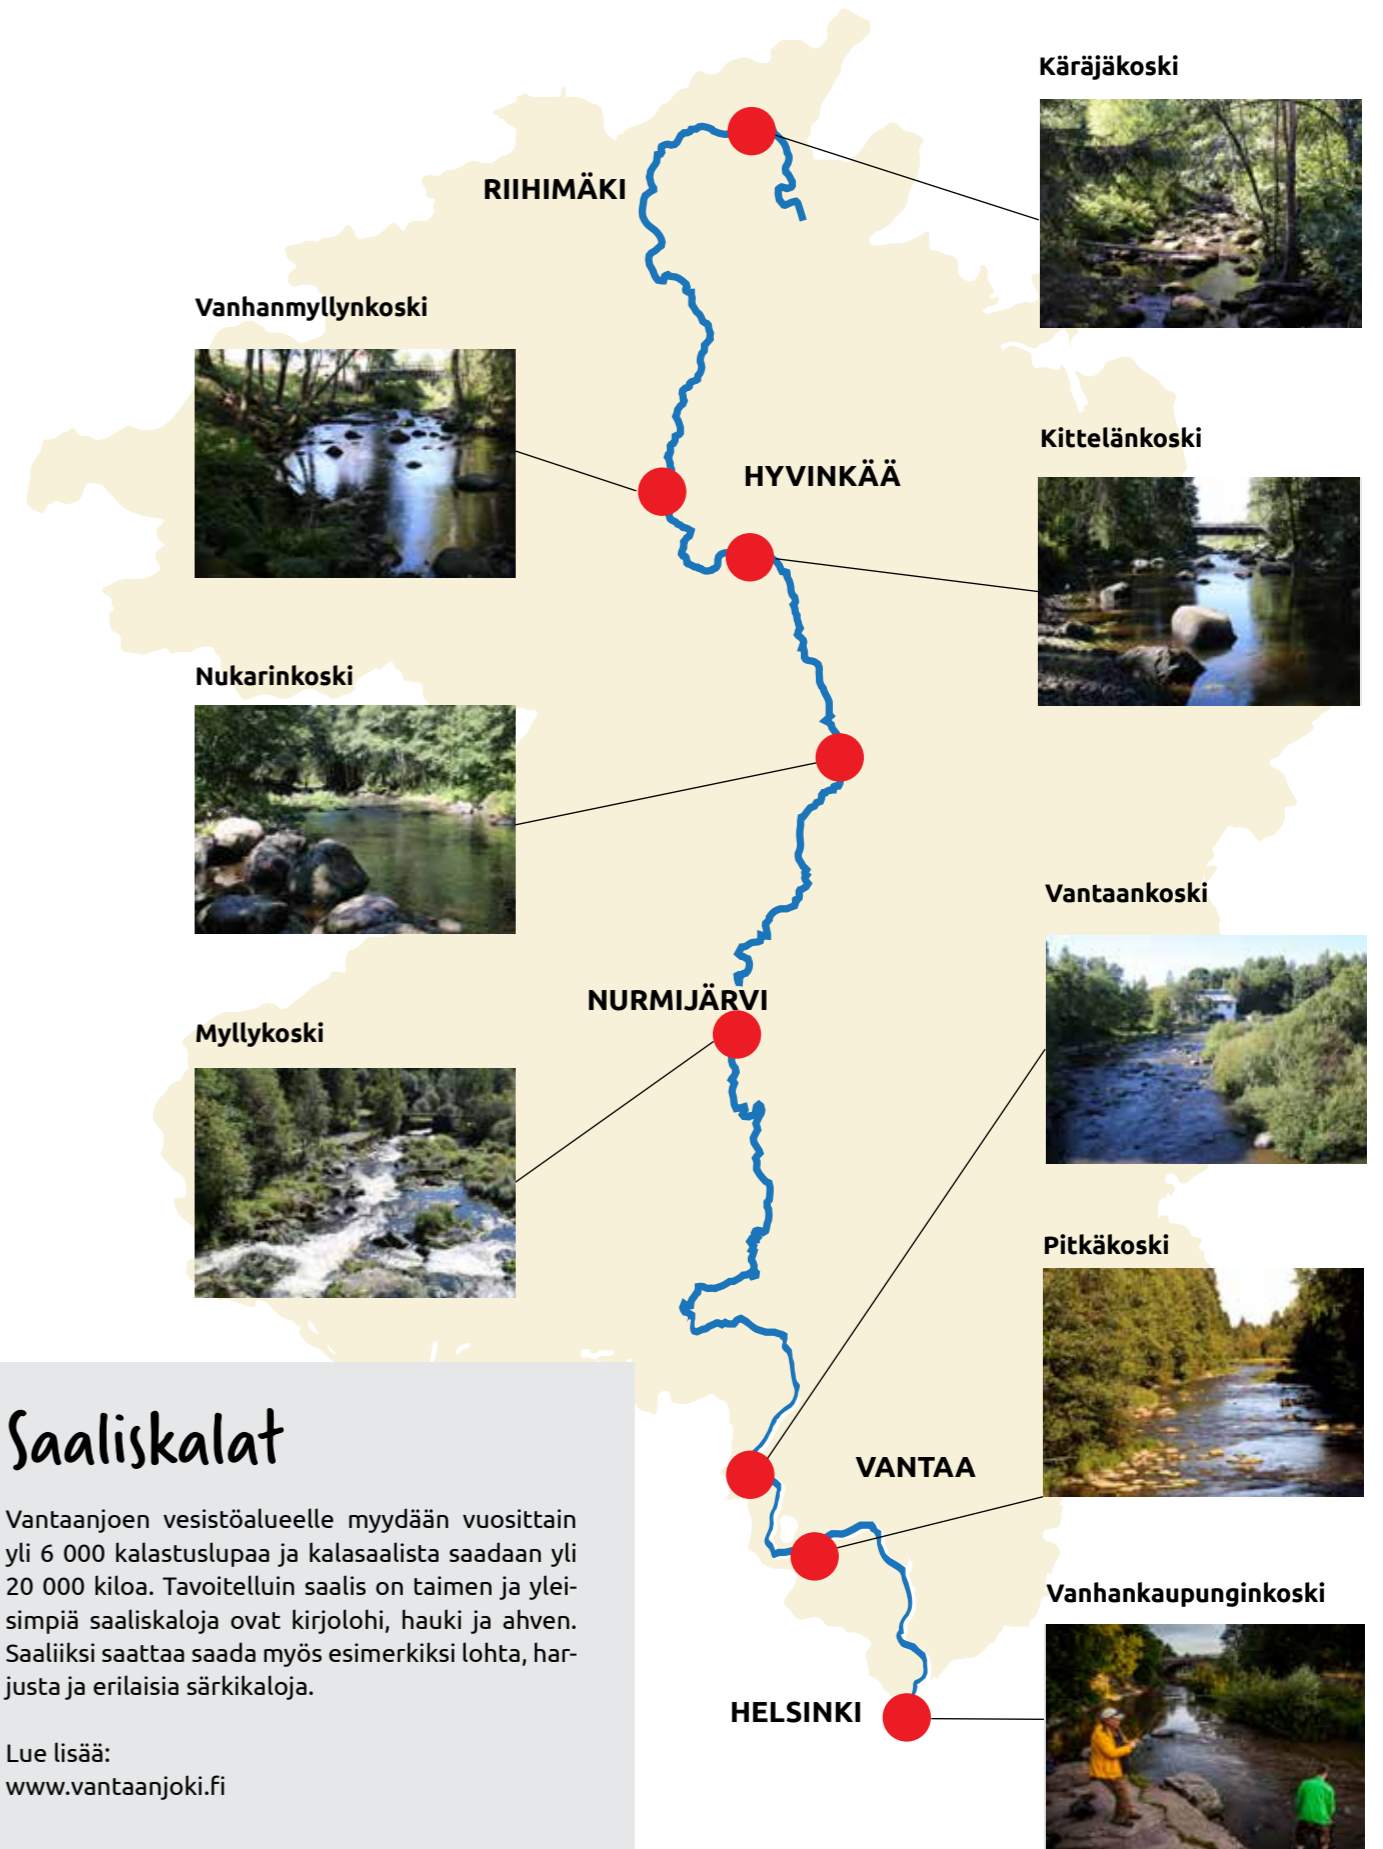 Käräjäkoski
RIIHIMÄKI
Vanhanmyllynkoski
Kittelänkoski
HYVINKÄÄ
Nukarinkoski
Vantaankoski
NURMIJÄRVI
Myllykoski
Pitkäkoski
VANTAA
Vanhankaupunginkoski
HELSINKI
Saaliskalat
Vantaanjoen vesistöalueelle myydään vuosittain
yli 6 000 kalastuslupaa ja kalasaalista saadaan yli
20 000 kiloa. Tavoitelluin saalis on taimen ja ylei-
simpiä saaliskaloja ovat kirjolohi, hauki ja ahven.
Saaliiksi saattaa saada myös esimerkiksi lohta, har-
justa ja erilaisia särkikaloja.
Lue lisää:
www.vantaanjoki.fi